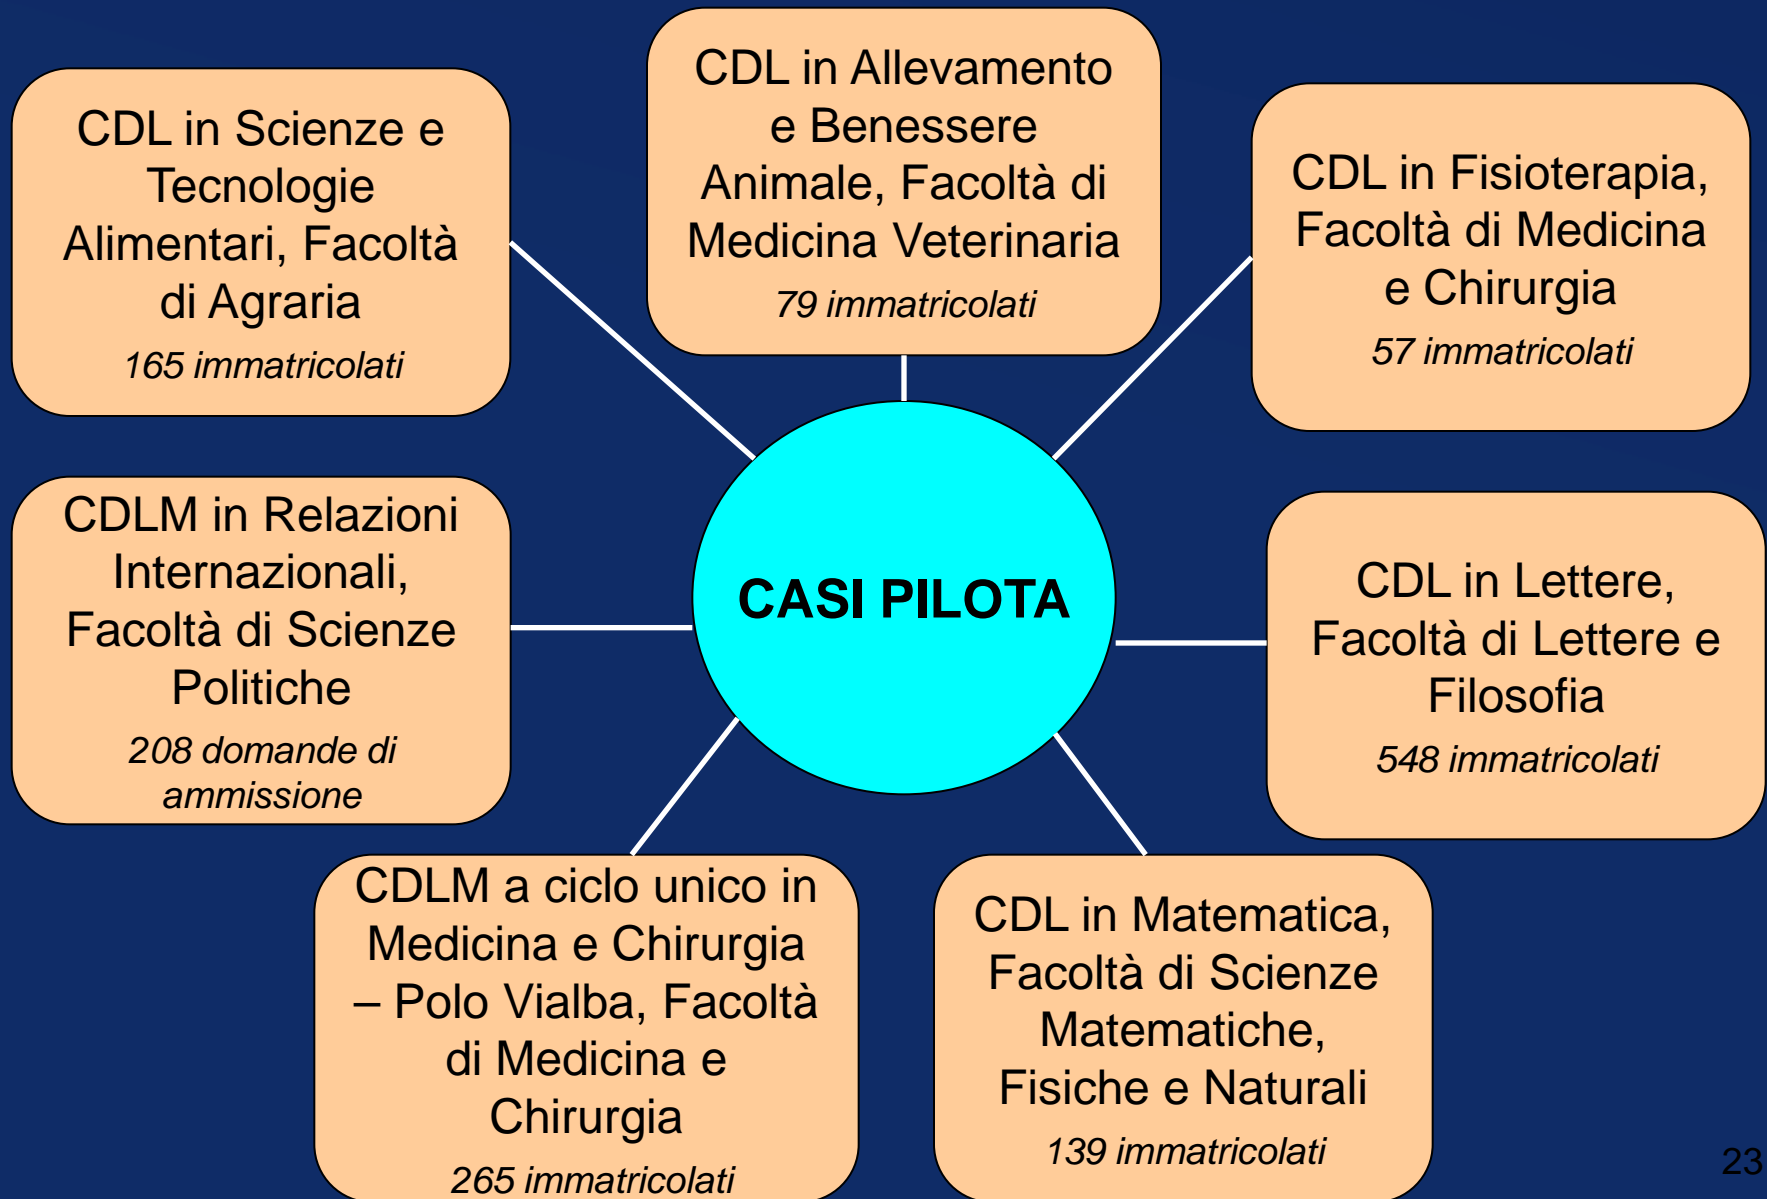 CDL in Scienze e
Tecnologie
Alimentari, Facoltà
di Agraria
165 immatricolati
CDL in Allevamento
e Benessere
Animale, Facoltà di
Medicina Veterinaria
79 immatricolati
CDL in Fisioterapia,
Facoltà di Medicina
e Chirurgia
57 immatricolati
CDLM in Relazioni
Internazionali,
Facoltà di Scienze
Politiche
208 domande di
ammissione
CASI PILOTA
CDL in Lettere,
Facoltà di Lettere e
Filosofia
548 immatricolati
CDLM a ciclo unico in
Medicina e Chirurgia
– Polo Vialba, Facoltà
di Medicina e
Chirurgia
265 immatricolati
CDL in Matematica,
Facoltà di Scienze
Matematiche,
Fisiche e Naturali
139 immatricolati
23